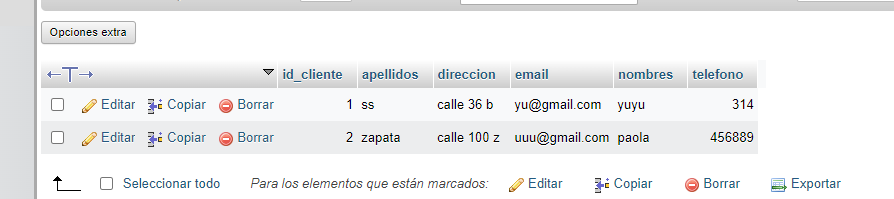 Opciones extra
id_cliente apellidos direccion email nombres telefono
Editar Copiar Borrar 1 ss calle 36 b yu@gmail.com yuyu 314
Editar Copiar Borrar 2 zapata calle 100 z uuu@gmail.com paola 456889
Seleccionar todo Para los elementos que están marcados: Editar Copiar Borrar Exportar